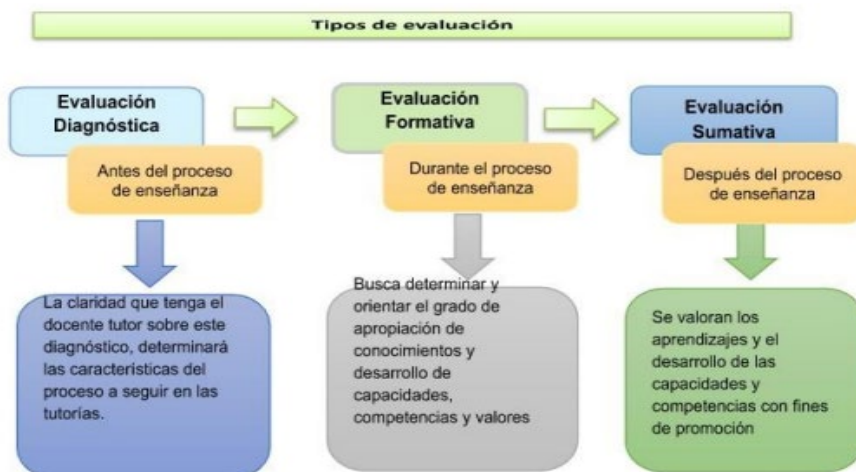 Tipos de evaluación
Evaluación
Diagnóstica
Antes del proceso
de enseñanza
La claridad que tenga el
docente tutor sobre este
diagnóstico, determinará
las características del
proceso a seguir en las
tutorías.
Evaluación
Formativa
Durante el proceso
de enseñanza
Busca determinar y
orientar el grado de
apropiación de
conocimientos y
desarrollo de
capacidades,
competencias y valores
Evaluación
Sumativa
Después del proceso
de enseñanza
Se valoran los
aprendizajes y el
desarrollo de las
capacidades y
competencias con fines
de promoción